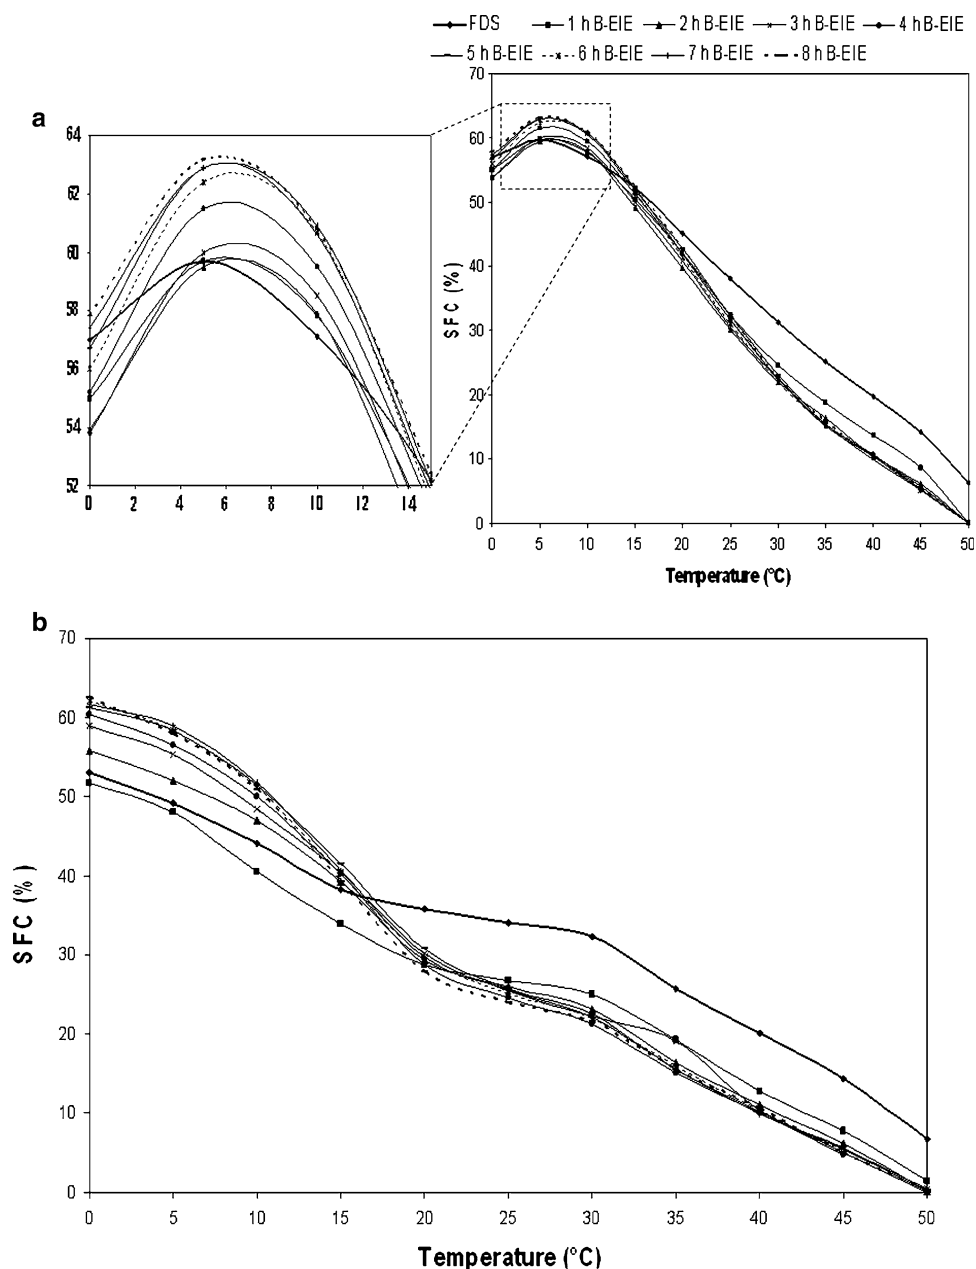 FDS 1 h B-EIE 2 h B-EIE 3 h B-EIE 4 h B-EIE
5 h B-EIE 6 h B-EIE 7 h B-EIE 8 h B-EIE
a
64
62
60
58
56
54
52
0 2 4 6 8 10 12 14
70
60
50
40
30
20
10
0
SFC (%)
0 5 10 15 20 25 30 35 40 45 50
Temperature (°C)
b
70
60
50
40
30
20
10
0
SFC (%)
0 5 10 15 20 25 30 35 40 45 50
Temperature (°C)